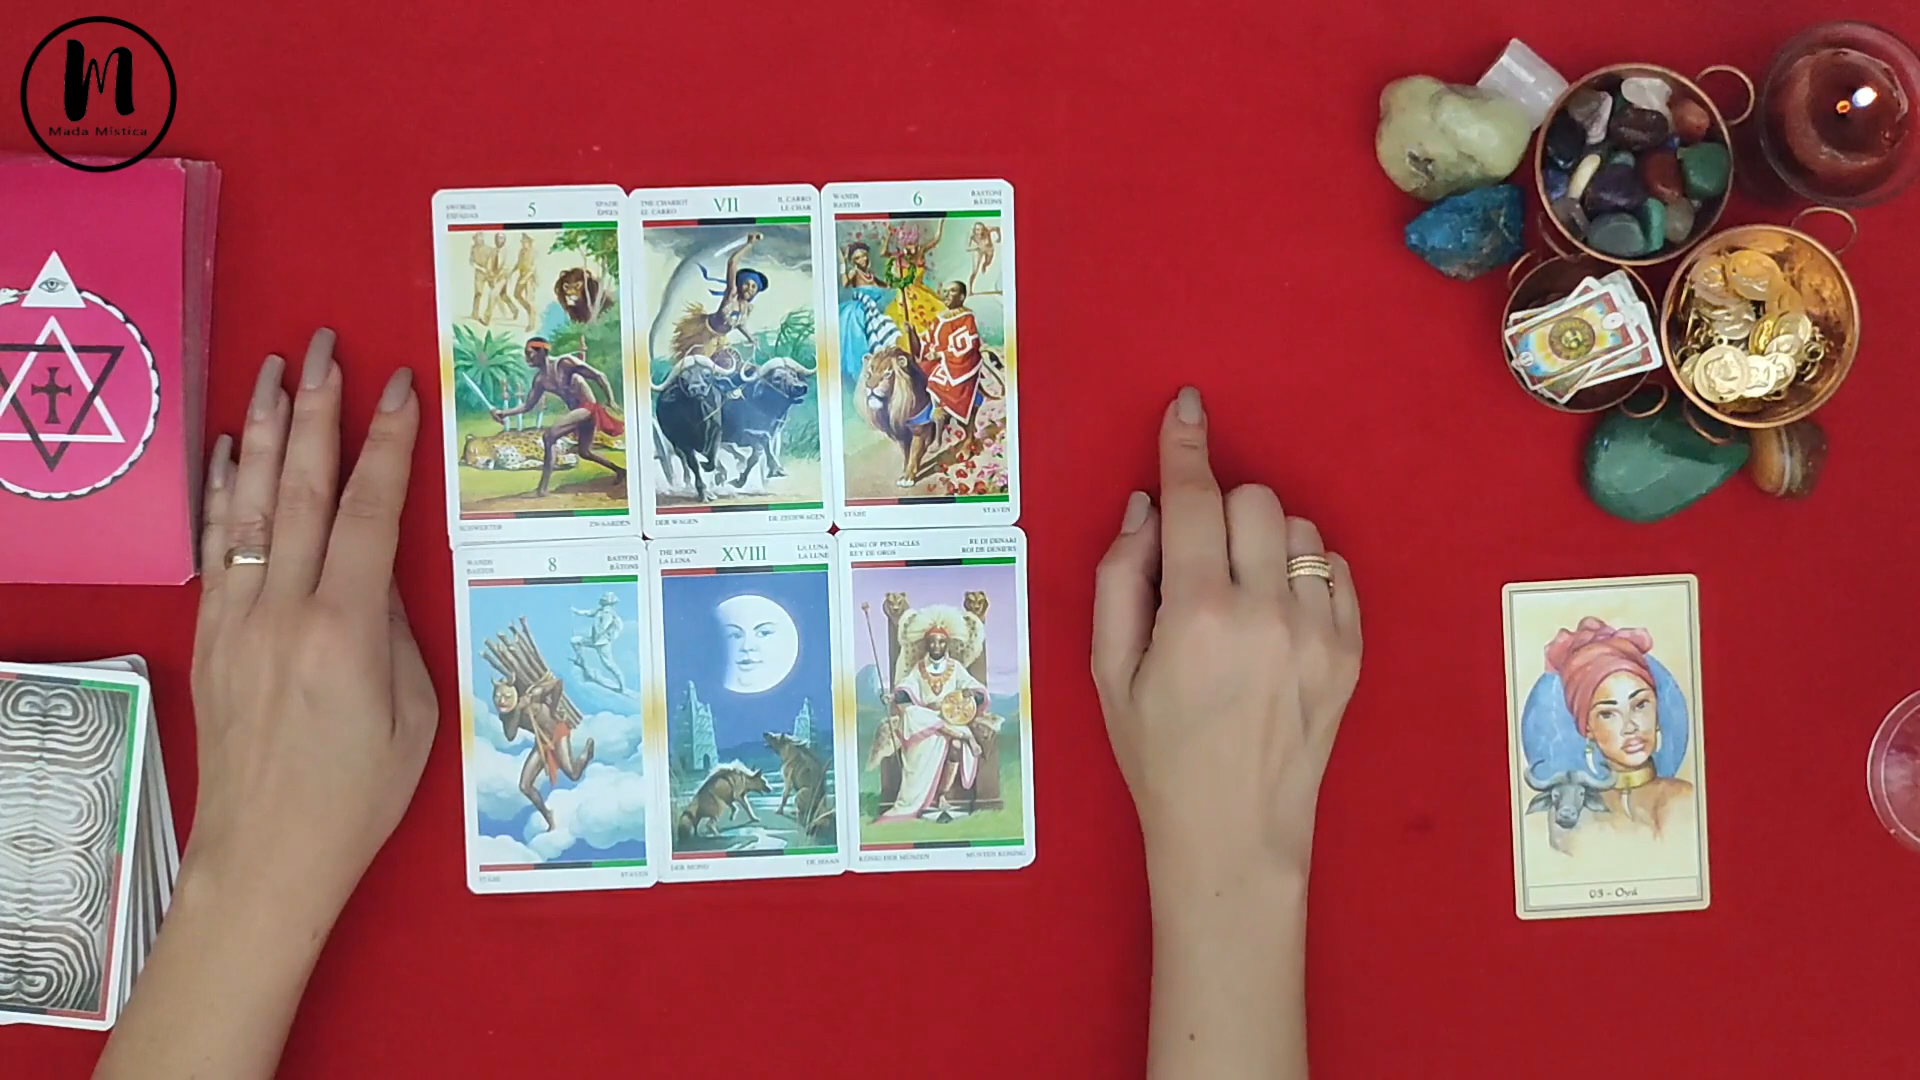 M
Mada Mística
SWORDS
ESPADAS
5
SPADE
ÉPÉES
SCHWERTER
ZWAARDEN
THE CHARIOT
EL CARRO
VII
IL CARRO
LE CHAR
DER WAGEN
DE ZEGEWAGEN
WANDS
BASTOS
6
BASTONI
BÂTONS
STÄBE
STAVEN
WANDS
BASTOS
8
BASTONI
BÂTONS
STÄBE
STAVEN
THE MOON
LA LUNA
XVIII
LA LUNA
LA LUNE
DER MOND
DE MAAN
KING OF PENTACLES
REY DE OROS
RE DI DENARI
ROI DE DENIERS
KÖNIG DER MÜNZEN
MUNTEN KONING
03 - Oyá